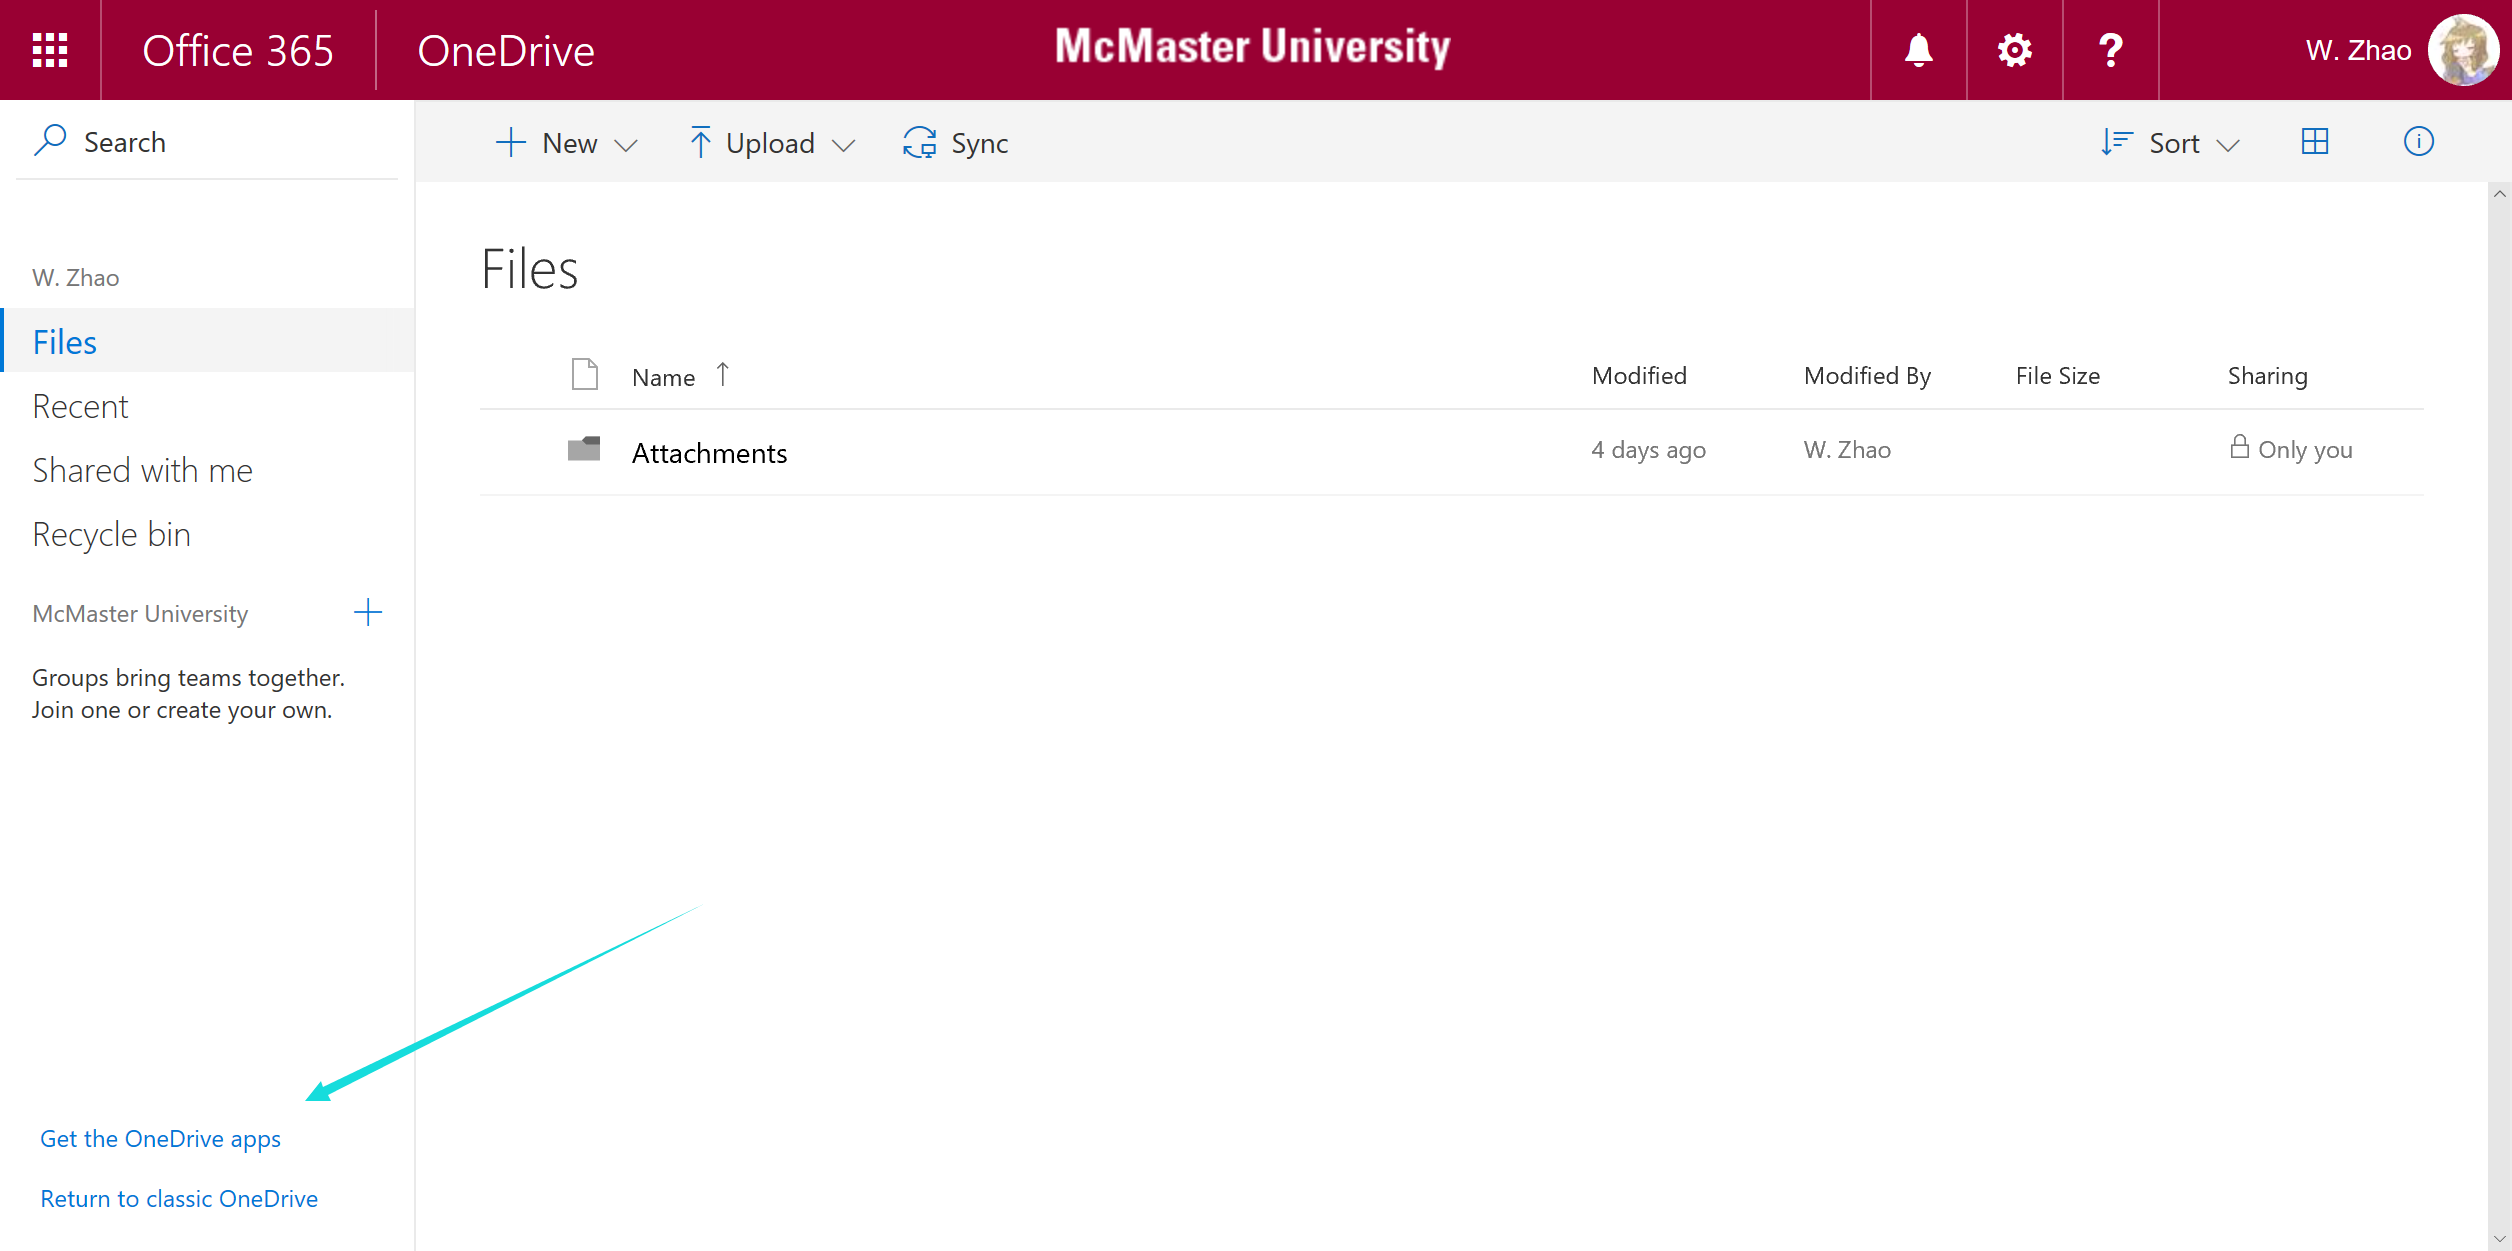 Office 365
OneDrive
McMaster University
?
W. Zhao
Search
New
Upload
Sync
Sort
W. Zhao
Files
Recent
Shared with me
Recycle bin
McMaster University
Groups bring teams together.
Join one or create your own.
Get the OneDrive apps
Return to classic OneDrive
Files
Name Modified Modified By File Size Sharing
Attachments 4 days ago W. Zhao Only you